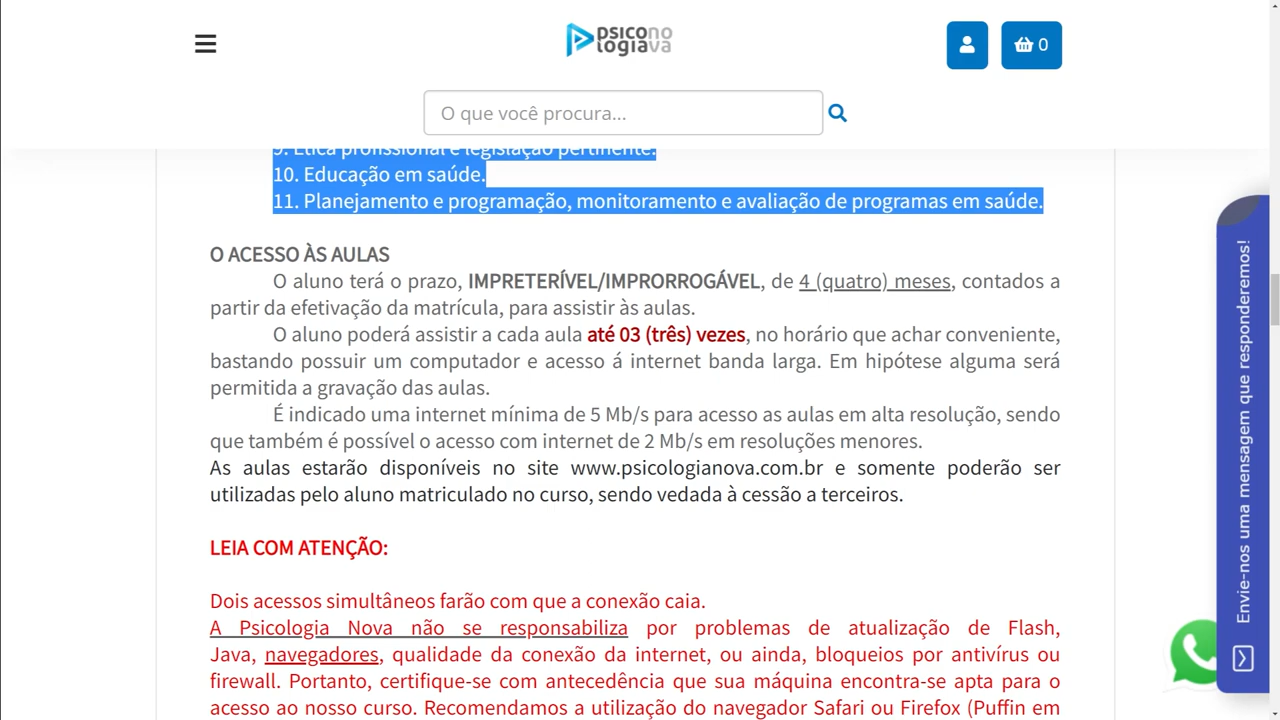 psicono
logiava
0
O que você procura...
9. Ética profissional e legislação pertinente.
10. Educação em saúde.
11. Planejamento e programação, monitoramento e avaliação de programas em saúde.
O ACESSO ÀS AULAS
O aluno terá o prazo, IMPRETERÍVEL/IMPRORROGÁVEL, de 4 (quatro) meses, contados a
partir da efetivação da matrícula, para assistir às aulas.
O aluno poderá assistir a cada aula até 03 (três) vezes, no horário que achar conveniente,
bastando possuir um computador e acesso á internet banda larga. Em hipótese alguma será
permitida a gravação das aulas.
É indicado uma internet mínima de 5 Mb/s para acesso as aulas em alta resolução, sendo
que também é possível o acesso com internet de 2 Mb/s em resoluções menores.
As aulas estarão disponíveis no site www.psicologianova.com.br e somente poderão ser
utilizadas pelo aluno matriculado no curso, sendo vedada à cessão a terceiros.
LEIA COM ATENÇÃO:
Dois acessos simultâneos farão com que a conexão caia.
A Psicologia Nova não se responsabiliza por problemas de atualização de Flash,
Java, navegadores, qualidade da conexão da internet, ou ainda, bloqueios por antivírus ou
firewall. Portanto, certifique-se com antecedência que sua máquina encontra-se apta para o
acesso ao nosso curso. Recomendamos a utilização do navegador Safari ou Firefox (Puffin em
Envie-nos uma mensagem que responderemos!